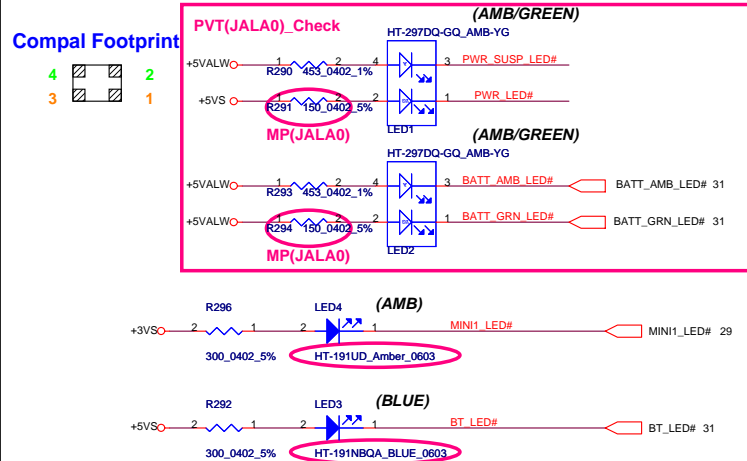 (AMB/GREEN)
PVT(JALA0)_Check
HT-297DQ-GQ_AMB-YG
Compal Footprint
+5VALW 1 2 4 3 PWR_SUSP_LED#
R290 453_0402_1%
4 2
3 1
+5VS 1 2 2 1 PWR_LED#
R291 150_0402_5%
LED1
MP(JALA0)
(AMB/GREEN)
HT-297DQ-GQ_AMB-YG
+5VALW 1 2 4 3 BATT_AMB_LED# BATT_AMB_LED# 31
R293 453_0402_1%
+5VALW 1 2 2 1 BATT_GRN_LED# BATT_GRN_LED# 31
R294 150_0402_5%
LED2
MP(JALA0)
R296 LED4 (AMB)
+3VS 2 1 2 1 MINI1_LED# MINI1_LED# 29
300_0402_5% HT-191UD_Amber_0603
R292 LED3 (BLUE)
+5VS 2 1 2 1 BT_LED# BT_LED# 31
300_0402_5% HT-191NBQA_BLUE_0603